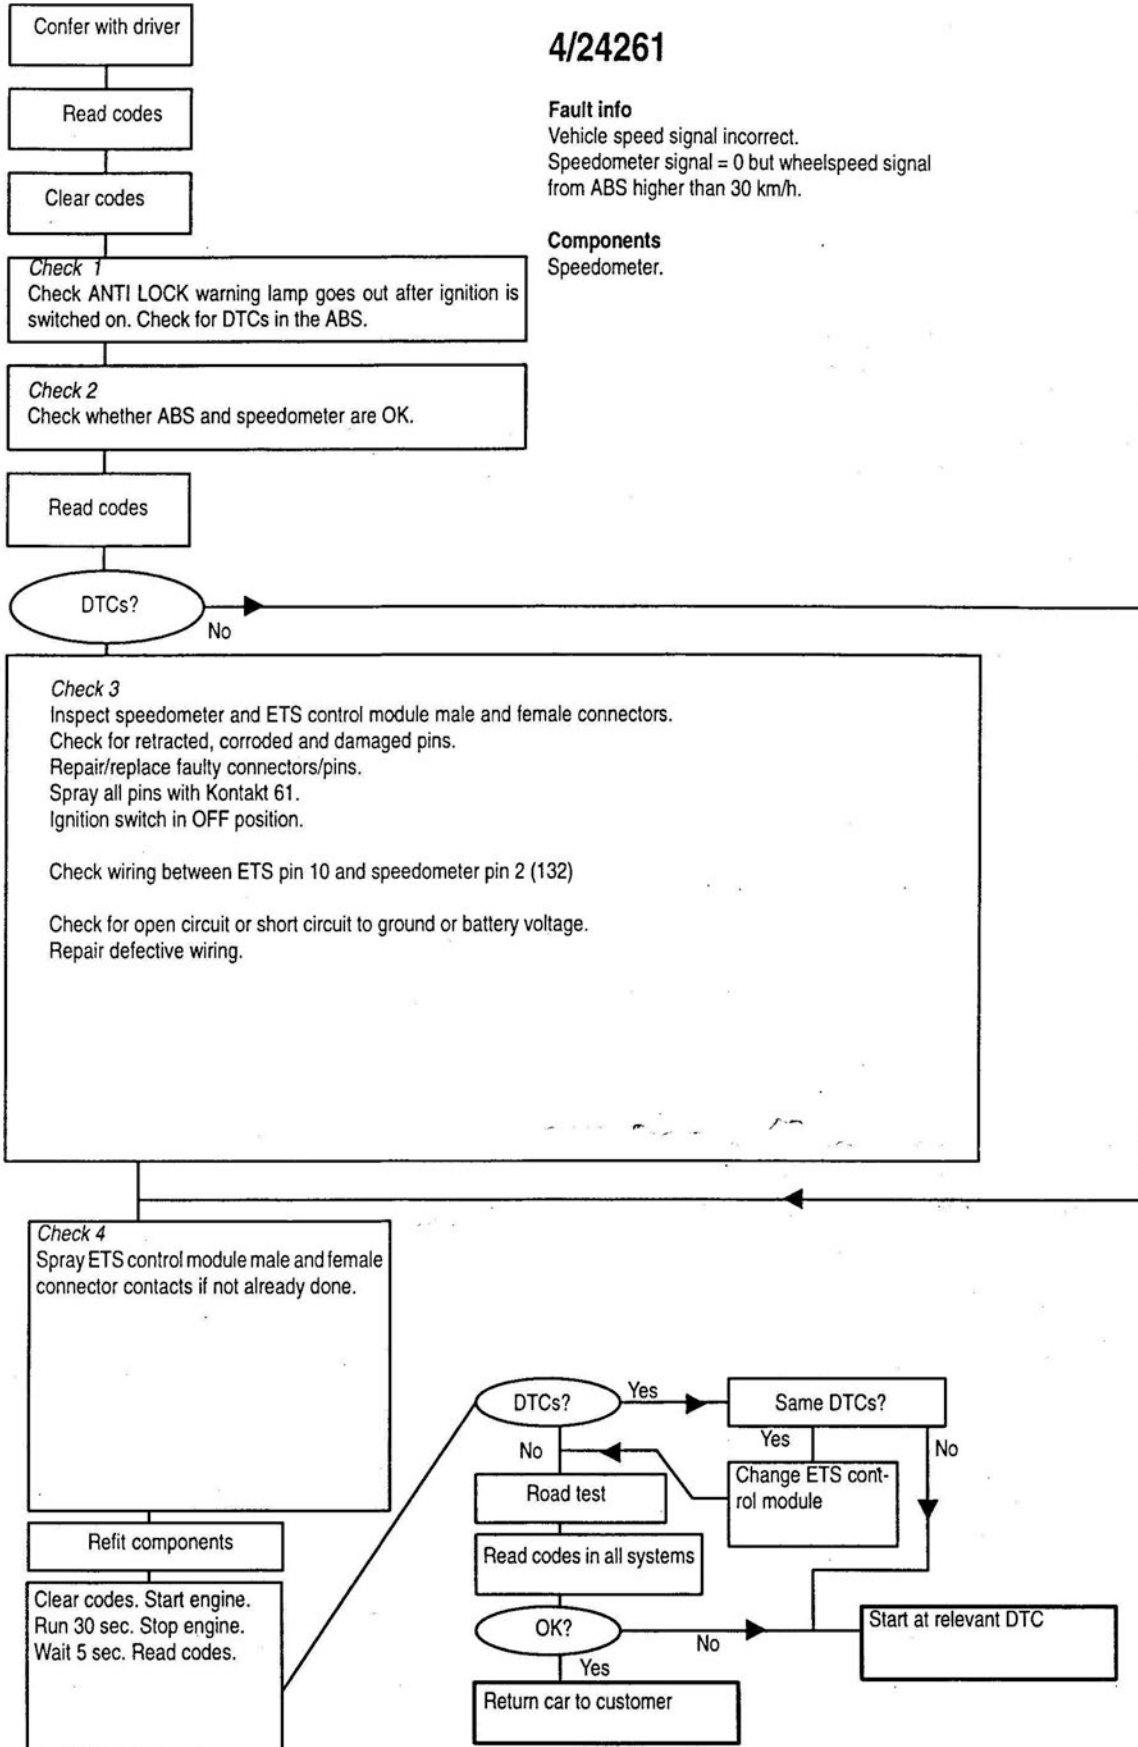 Confer with driver
4/24261
Read codes
Fault info
Vehicle speed signal incorrect.
Speedometer signal = 0 but wheelspeed signal
from ABS higher than 30 km/h.
Clear codes
Components
Speedometer.
Check 1
Check ANTI LOCK warning lamp goes out after ignition is
switched on. Check for DTCs in the ABS.
Check 2
Check whether ABS and speedometer are OK.
Read codes
DTCs?
No
Check 3
Inspect speedometer and ETS control module male and female connectors.
Check for retracted, corroded and damaged pins.
Repair/replace faulty connectors/pins.
Spray all pins with Kontakt 61.
Ignition switch in OFF position.
Check wiring between ETS pin 10 and speedometer pin 2 (132)
Check for open circuit or short circuit to ground or battery voltage.
Repair defective wiring.
Check 4
Spray ETS control module male and female
connector contacts if not already done.
Refit components
Clear codes. Start engine.
Run 30 sec. Stop engine.
Wait 5 sec. Read codes.
DTCs?
Yes
Same DTCs?
No
Yes
No
Change ETS cont-
rol module
Road test
Read codes in all systems
OK?
No
Start at relevant DTC
Yes
Return car to customer